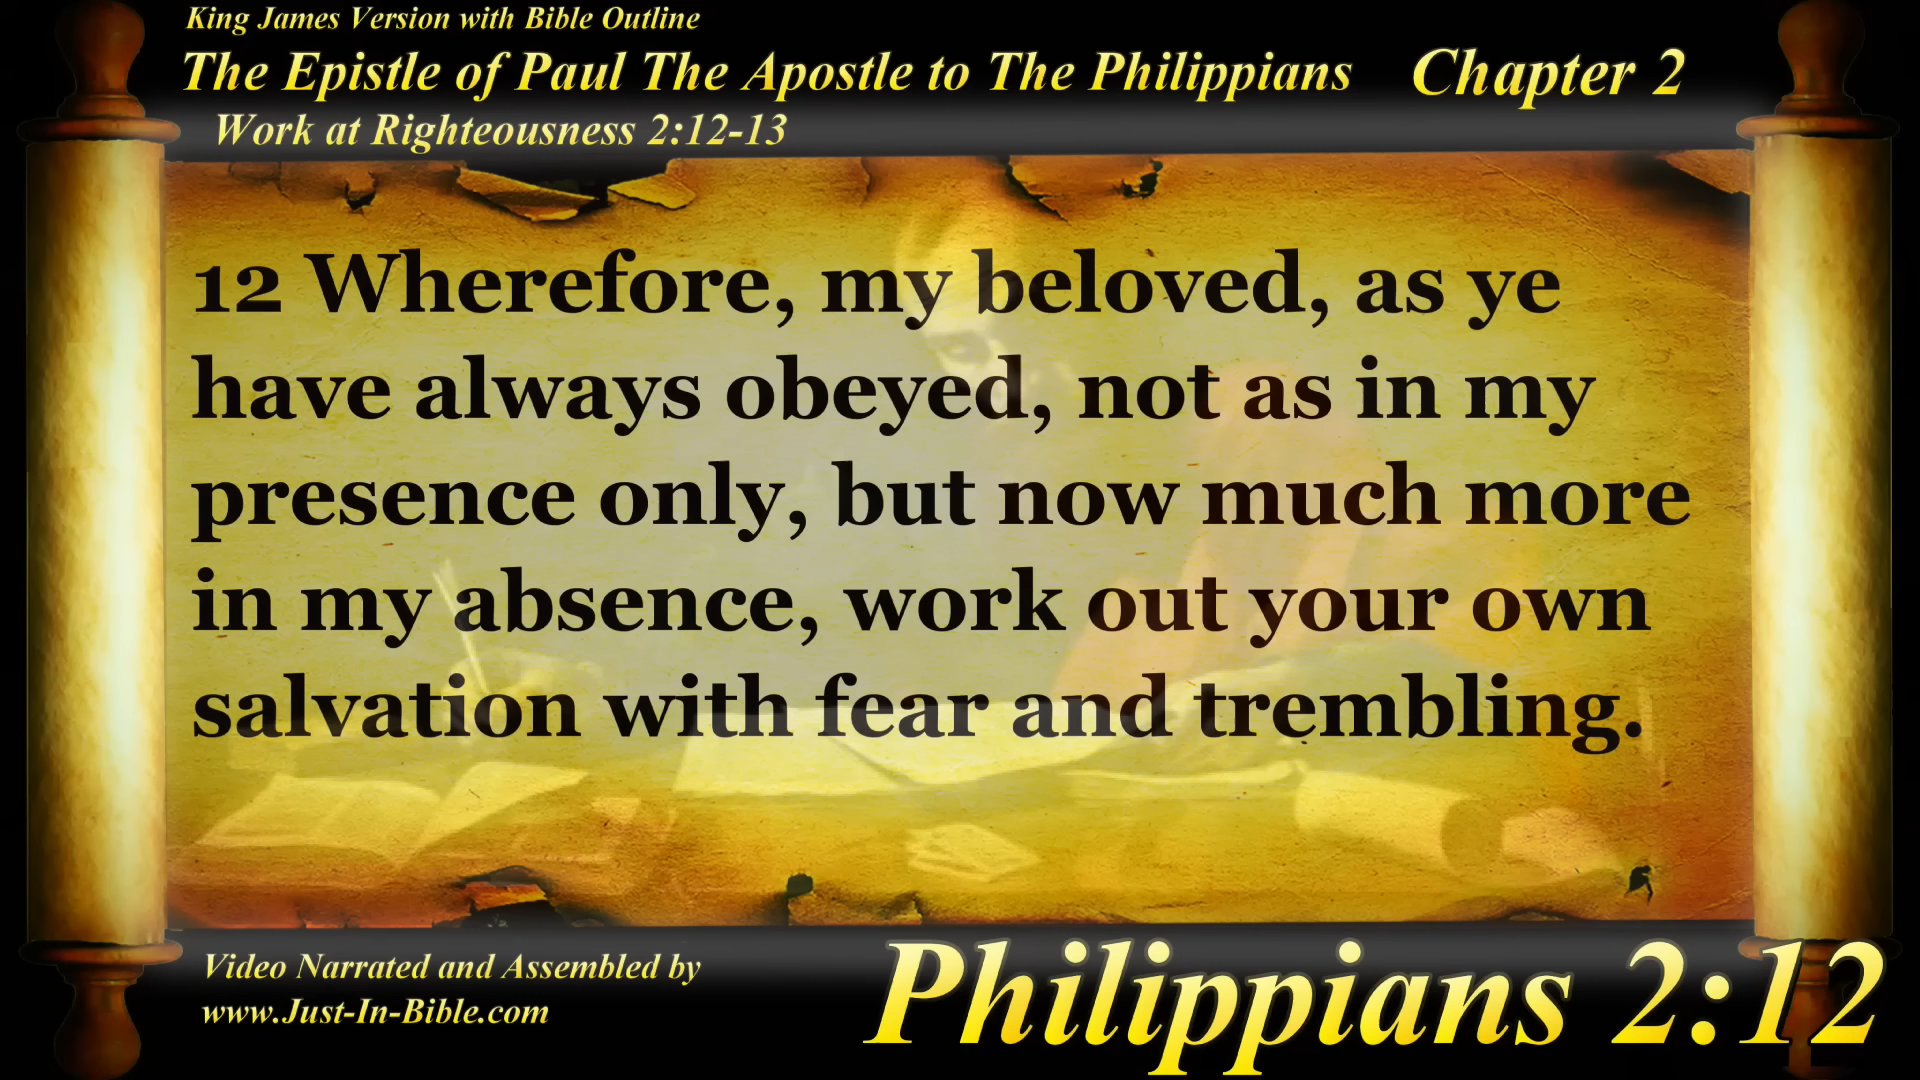 King James Version with Bible Outline
The Epistle of Paul The Apostle to The Philippians Chapter 2
Work at Righteousness 2:12-13
12 Wherefore, my beloved, as ye
have always obeyed, not as in my
presence only, but now much more
in my absence, work out your own
salvation with fear and trembling.
Video Narrated and Assembled by
www.Just-In-Bible.com
Philippians 2:12